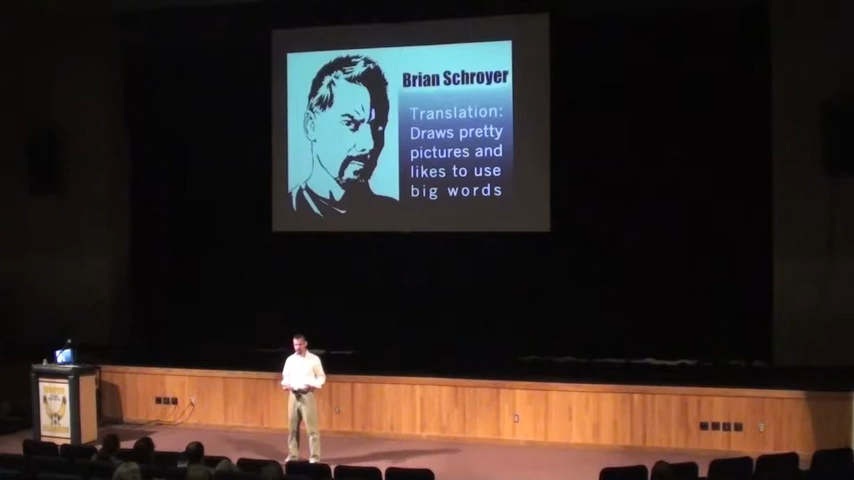 Brian Schroyer
Translation:
Draws pretty
pictures and
likes to use
big words